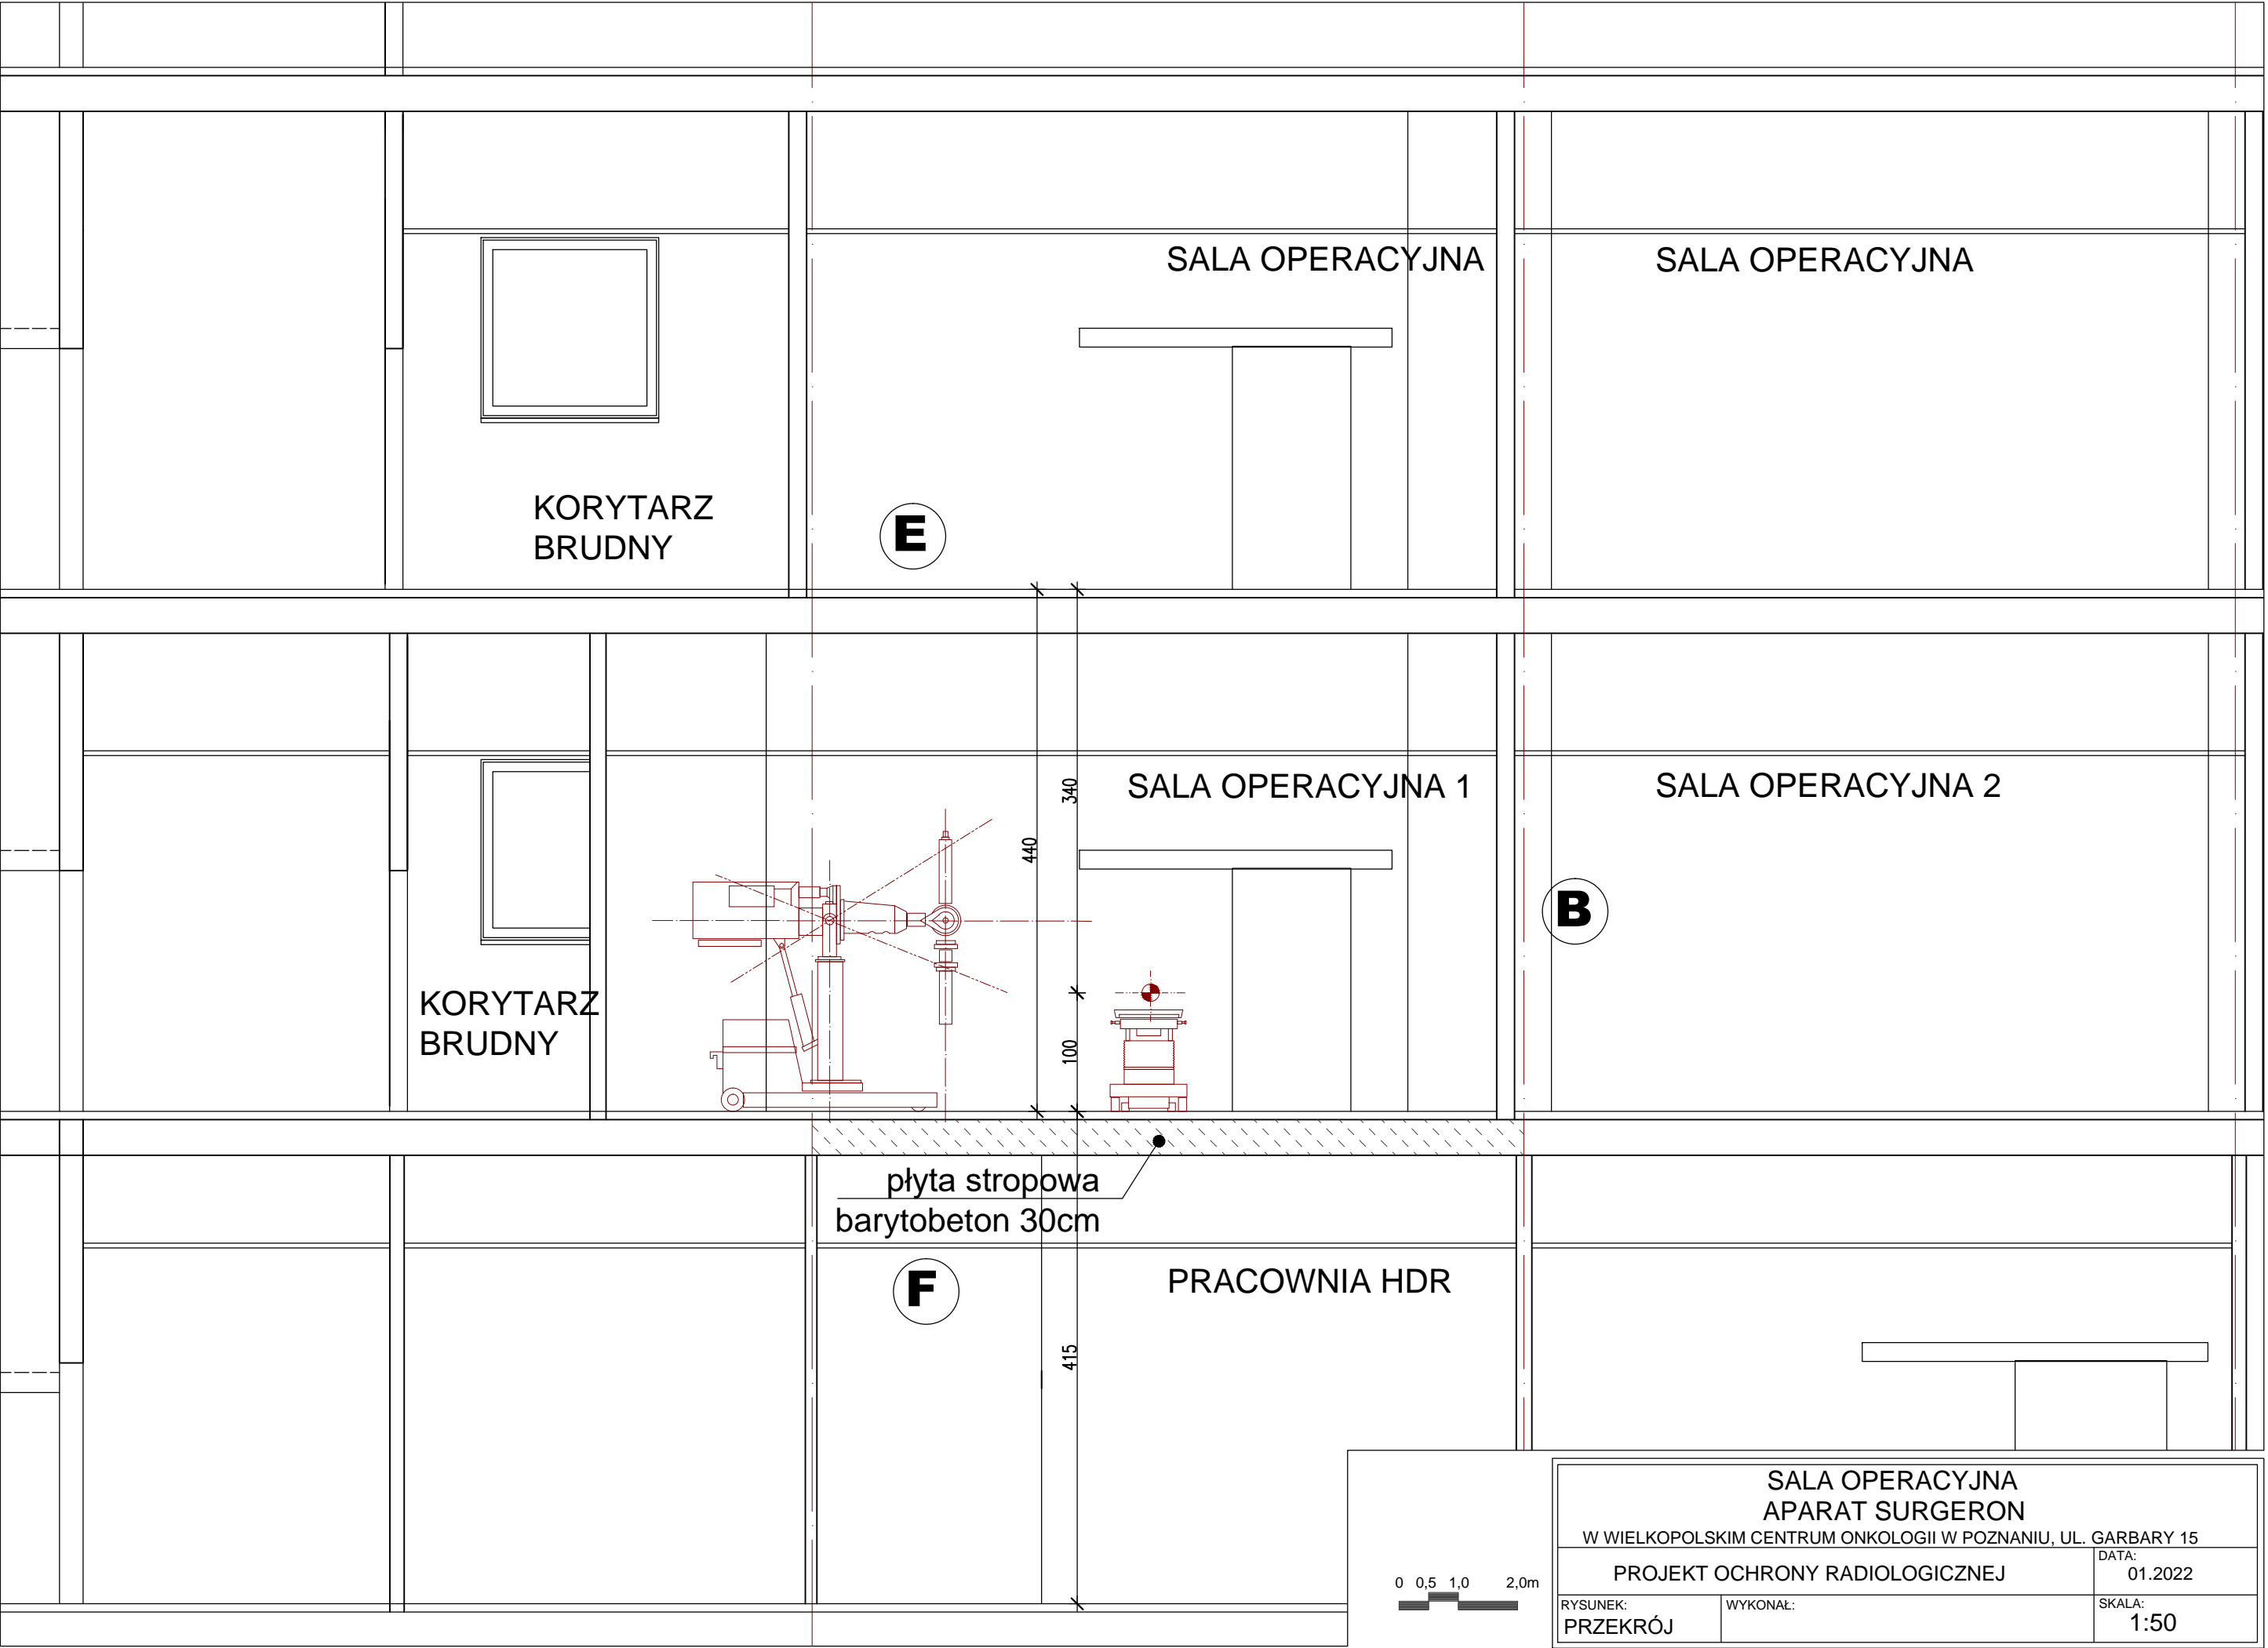 SALA OPERACYJNA
SALA OPERACYJNA
KORYTARZ
BRUDNY
E
340
440
SALA OPERACYJNA 1
SALA OPERACYJNA 2
B
KORYTARZ
BRUDNY
100
płyta stropowa
barytobeton 30cm
F
PRACOWNIA HDR
415
0 0,5 1,0 2,0m
SALA OPERACYJNA
APARAT SURGERON
W WIELKOPOLSKIM CENTRUM ONKOLOGII W POZNANIU, UL. GARBARY 15
PROJEKT OCHRONY RADIOLOGICZNEJ
DATA:
01.2022
RYSUNEK:
PRZEKRÓJ
WYKONAŁ:
SKALA:
1:50